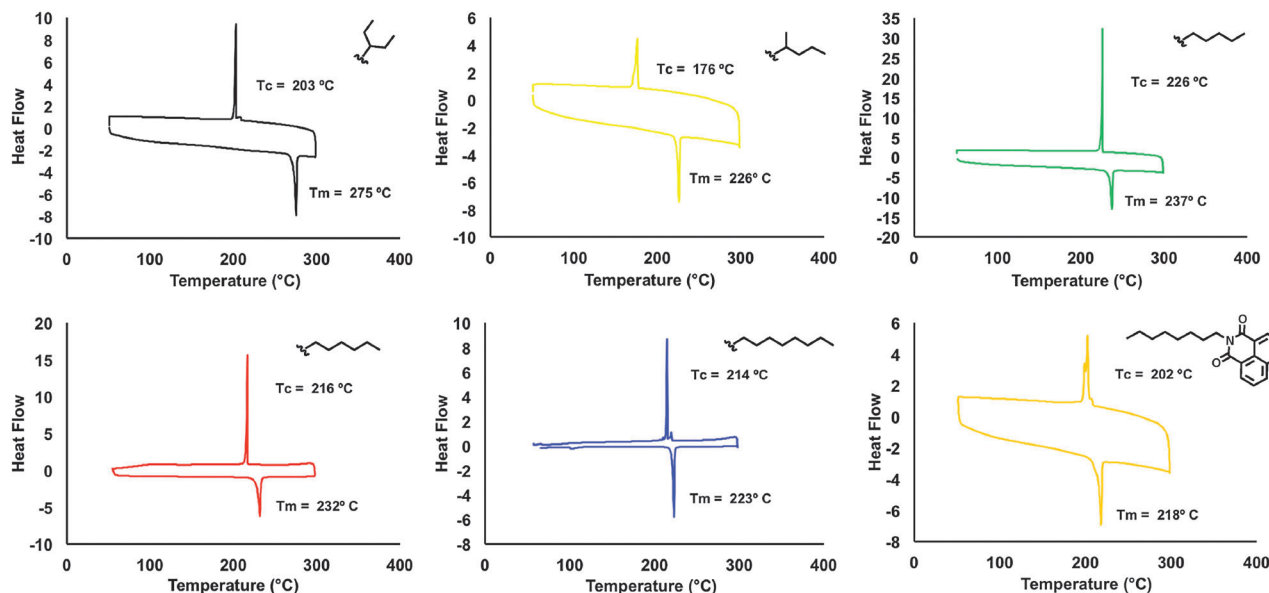 10
8
6
4
2
0
-2
-4
-6
-8
-10
Heat Flow
Tc = 203 ºC
Tm = 275 ºC
0 100 200 300 400
Temperature (°C)
6
4
2
0
-2
-4
-6
-8
-10
Heat Flow
Tc = 176 ºC
Tm = 226º C
0 100 200 300 400
Temperature (°C)
35
30
25
20
15
10
5
0
-5
-10
-15
-20
Heat Flow
Tc = 226 ºC
Tm = 237º C
0 100 200 300 400
Temperature (°C)
20
15
10
5
0
-5
-10
Heat Flow
Tc = 216 ºC
Tm = 232º C
0 100 200 300 400
Temperature (°C)
10
8
6
4
2
0
-2
-4
-6
-8
Heat Flow
Tc = 214 ºC
Tm = 223º C
0 100 200 300 400
Temperature (°C)
6
4
2
0
-2
-4
-6
-8
Heat Flow
O
N
O
Tc = 202 ºC
Tm = 218º C
0 100 200 300 400
Temperature (°C)